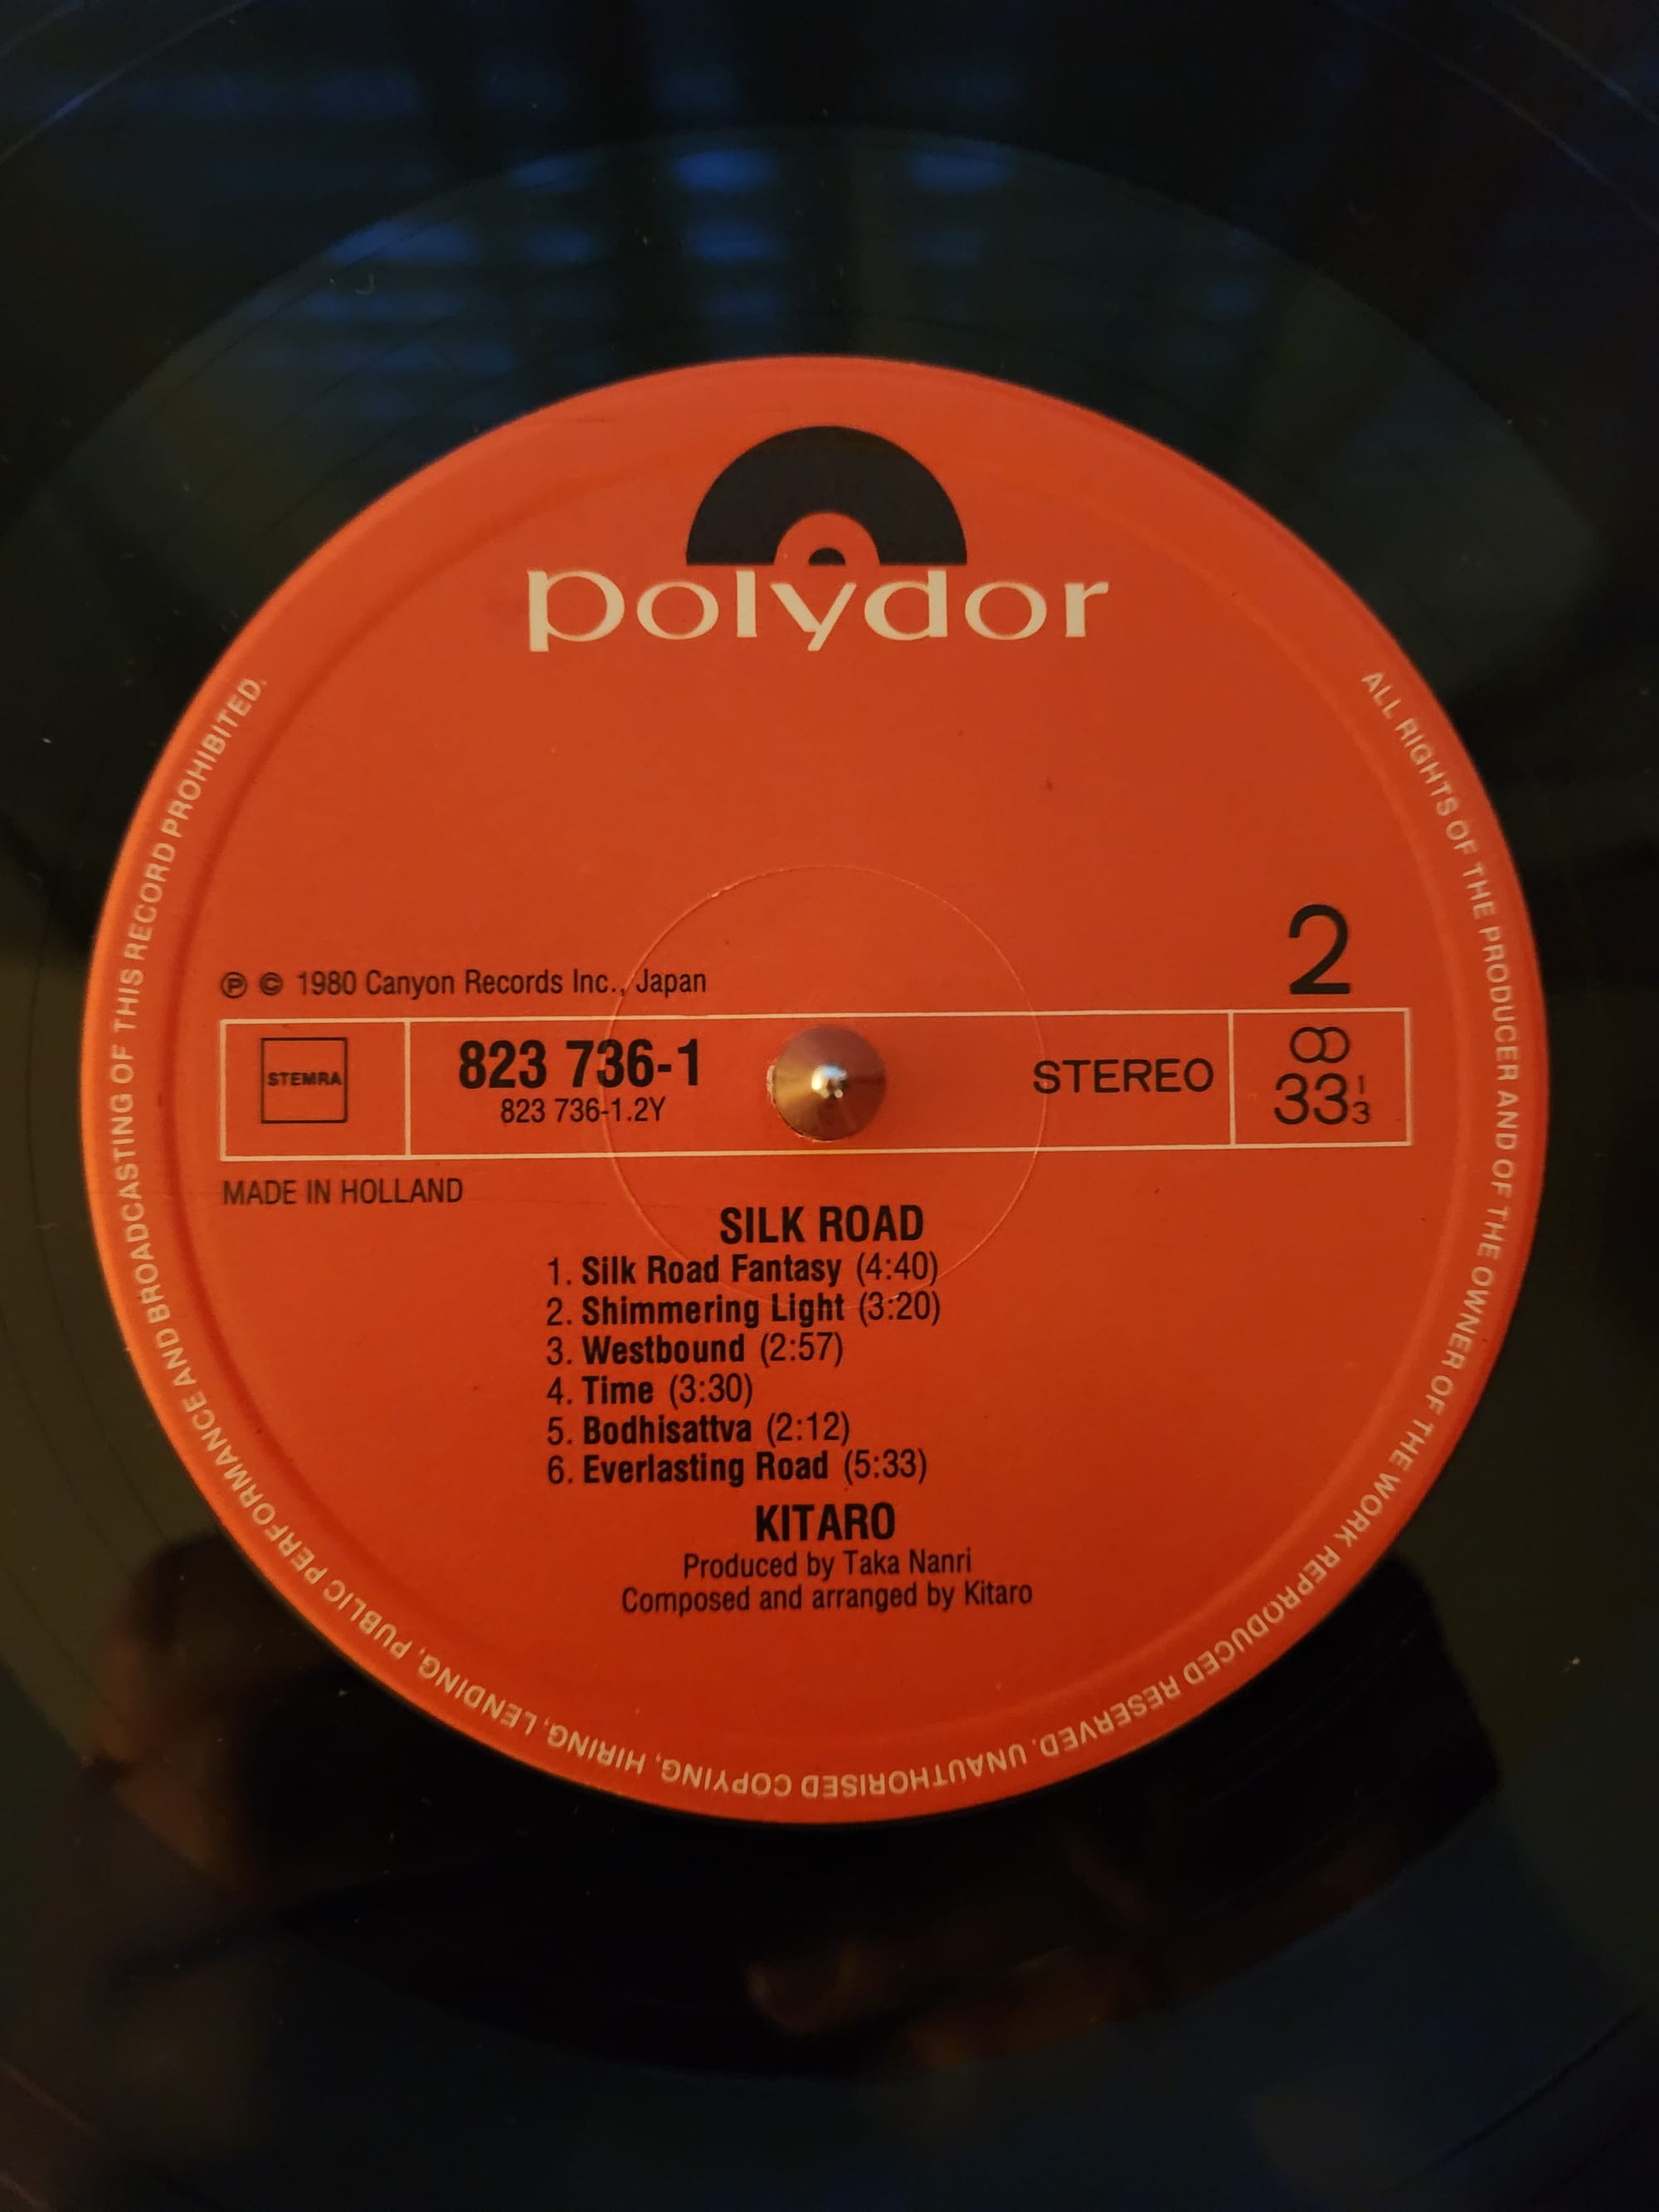 polydor
ALL RIGHTS OF THE PRODUCER AND OF THE OWNER OF THE WORK REPRODUCED RESERVED. UNAUTHORISED COPYING, HIRING, LENDING, PUBLIC PERFORMANCE AND BROADCASTING OF THIS RECORD PROHIBITED.
2
℗ © 1980 Canyon Records Inc., Japan
STEMRA
823 736-1
823 736-1.2Y
STEREO
33 1/3
MADE IN HOLLAND
SILK ROAD
1. Silk Road Fantasy (4:40)
2. Shimmering Light (3:20)
3. Westbound (2:57)
4. Time (3:30)
5. Bodhisattva (2:12)
6. Everlasting Road (5:33)
KITARO
Produced by Taka Nanri
Composed and arranged by Kitaro